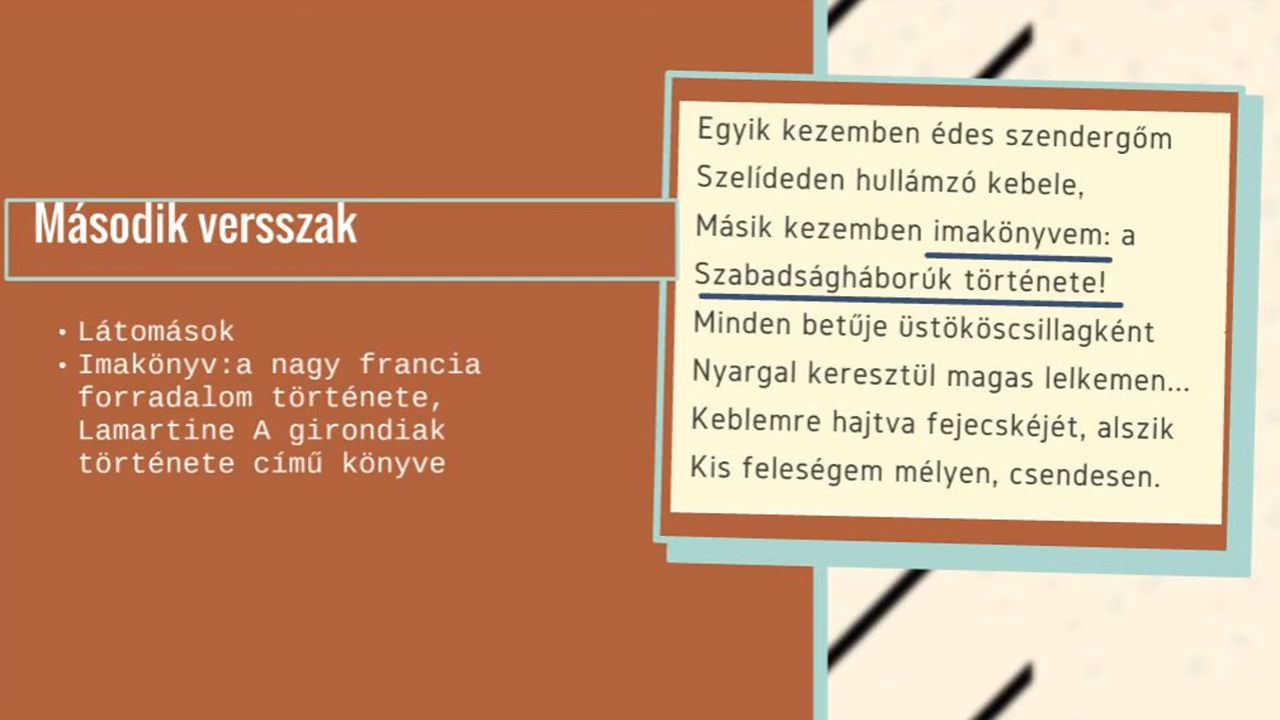 Második versszak
• Látomások
• Imakönyv:a nagy francia
forradalom története,
Lamartine A girondiak
története című könyve
Egyik kezemben édes szendergőm
Szelídeden hullámzó kebele,
Másik kezemben imakönyvem: a
Szabadságháborúk története!
Minden betűje üstököscsillagként
Nyargal keresztül magas lelkemen...
Keblemre hajtva fejecskéjét, alszik
Kis feleségem mélyen, csendesen.